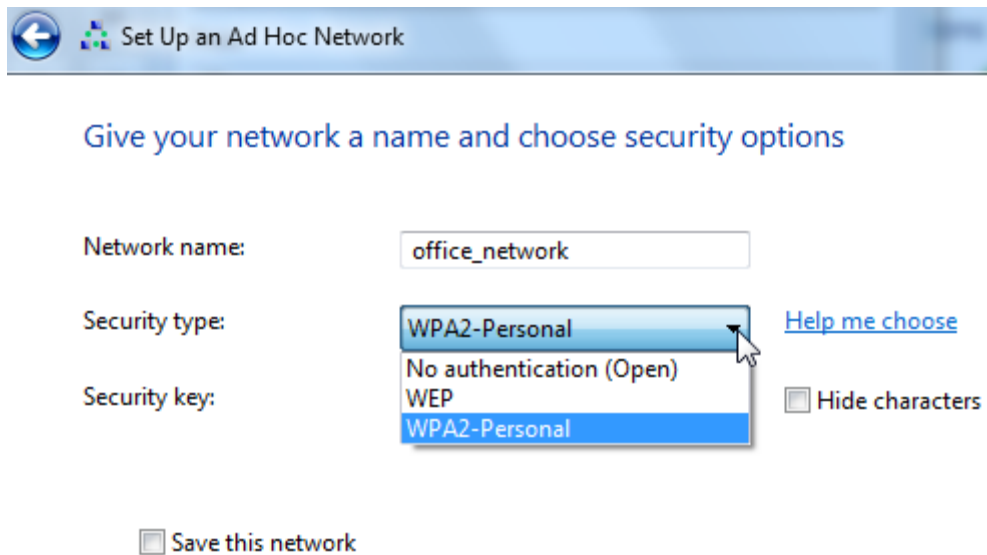 Set Up an Ad Hoc Network
Give your network a name and choose security options
Network name:
office_network
Security type:
WPA2-Personal
Help me choose
No authentication (Open)
WEP
WPA2-Personal
Security key:
Hide characters
Save this network